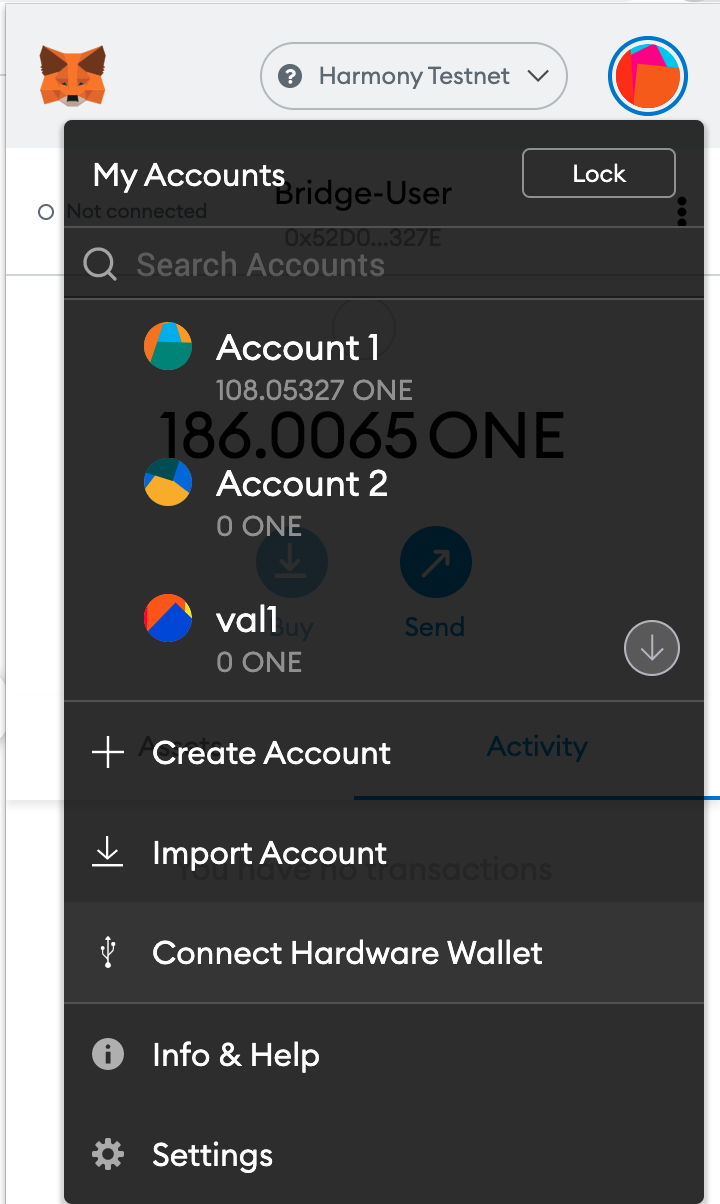 Harmony Testnet
My Accounts
Lock
Bridge-User
Not connected
0x52D0...327E
Search Accounts
Account 1
108.05327 ONE
186.0065 ONE
Account 2
0 ONE
val1
Buy
Send
0 ONE
Assets
Activity
Create Account
Import Account
You have no transactions
Connect Hardware Wallet
Info & Help
Settings